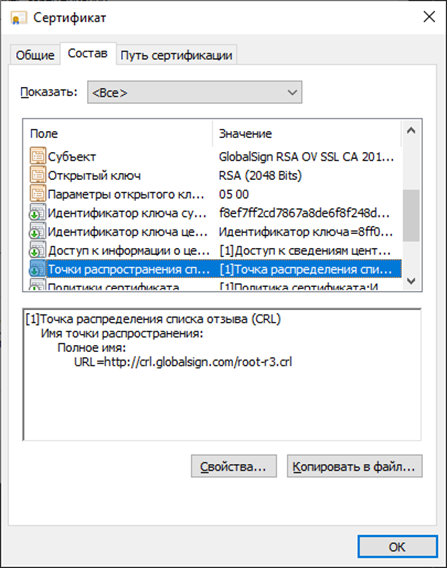 Сертификат
Общие Состав Путь сертификации
Показать: <Все>
Поле Значение
Субъект GlobalSign RSA OV SSL CA 201...
Открытый ключ RSA (2048 Bits)
Параметры открытого кл... 05 00
Идентификатор ключа су... f8ef7ff2cd7867a8de6f8f248d...
Идентификатор ключа це... Идентификатор ключа=8ff0...
Доступ к информации о це... [1]Доступ к сведениям цент...
Точки распространения сп... [1]Точка распределения спи...
Политики сертификата [1]Политика сертификата:И...
[1]Точка распределения списка отзыва (CRL)
Имя точки распространения:
Полное имя:
URL=http://crl.globalsign.com/root-r3.crl
Свойства... Копировать в файл...
ОК